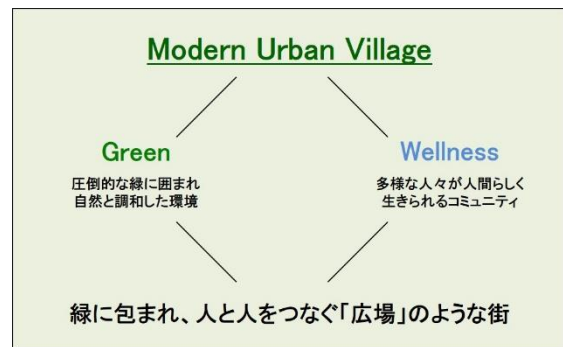 Modern Urban Village
Green
圧倒的な緑に囲まれ
自然と調和した環境
Wellness
多様な人々が人間らしく
生きられるコミュニティ
緑に包まれ、人と人をつなぐ「広場」のような街